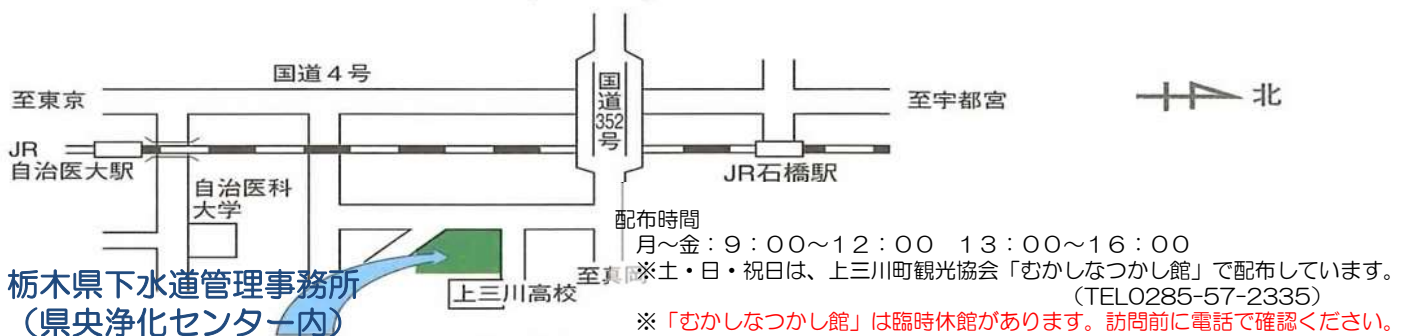 国道４号
至東京
国道352号
至宇都宮
北
JR
自治医大駅
JR石橋駅
自治医科
大学
配布時間
月～金：９：００～１２：００　１３：００～１６：００
至真岡
※土・日・祝日は、上三川町観光協会「むかしなつかし館」で配布しています。
（TEL0285-57-2335）
栃木県下水道管理事務所
（県央浄化センター内）
上三川高校
※「むかしなつかし館」は臨時休館があります。訪問前に電話で確認ください。